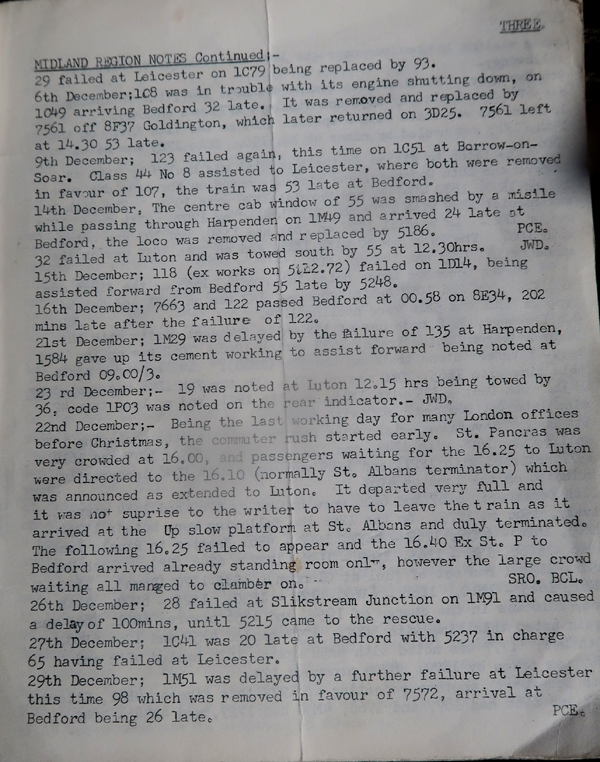 THREE.
MIDLAND REGION NOTES Continued;-
29 failed at Leicester on 1C79 being replaced by 93.
6th December;108 was in trouble with its engine shutting down, on
1C49 arriving Bedford 32 late. It was removed and replaced by
7561 off 8F37 Goldington, which later returned on 3D25. 7561 left
at 14.30 53 late.
9th December; 123 failed again, this time on 1C51 at Barrow-on-
Soar. Class 44 No 8 assisted to Leicester, where both were removed
in favour of 107, the train was 53 late at Bedford.
14th December, The centre cab window of 55 was smashed by a misile
while passing through Harpenden on 1M49 and arrived 24 late at
Bedford, the loco was removed and replaced by 5186. PCE.
32 failed at Luton and was towed south by 55 at 12.30hrs. JWD.
15th December; 118 (ex works on 5.12.72) failed on 1D14, being
assisted forward from Bedford 55 late by 5248.
16th December; 7663 and 122 passed Bedford at 00.58 on 8E34, 202
mins late after the failure of 122.
21st December; 1M29 was delayed by the failure of 135 at Harpenden,
1584 gave up its cement working to assist forward being noted at
Bedford 09.00/3.
23 rd December;- 19 was noted at Luton 12.15 hrs being towed by
36, code 1P03 was noted on the rear indicator.- JWD.
22nd December;- Being the last working day for many London offices
before Christmas, the commuter rush started early. St. Pancras was
very crowded at 16.00, and passengers waiting for the 16.25 to Luton
were directed to the 16.10 (normally St. Albans terminator) which
was announced as extended to Luton. It departed very full and
it was not suprise to the writer to have to leave the train as it
arrived at the Up slow platform at St. Albans and duly terminated.
The following 16.25 failed to appear and the 16.40 Ex St. P to
Bedford arrived already standing room only, however the large crowd
waiting all manged to clamber on. SRO. BCL.
26th December; 28 failed at Slikstream Junction on 1M91 and caused
a delay of 100mins, unitl 5215 came to the rescue.
27th December; 1C41 was 20 late at Bedford with 5237 in charge
65 having failed at Leicester.
29th December; 1M51 was delayed by a further failure at Leicester
this time 98 which was removed in favour of 7572, arrival at
Bedford being 26 late. PCE.